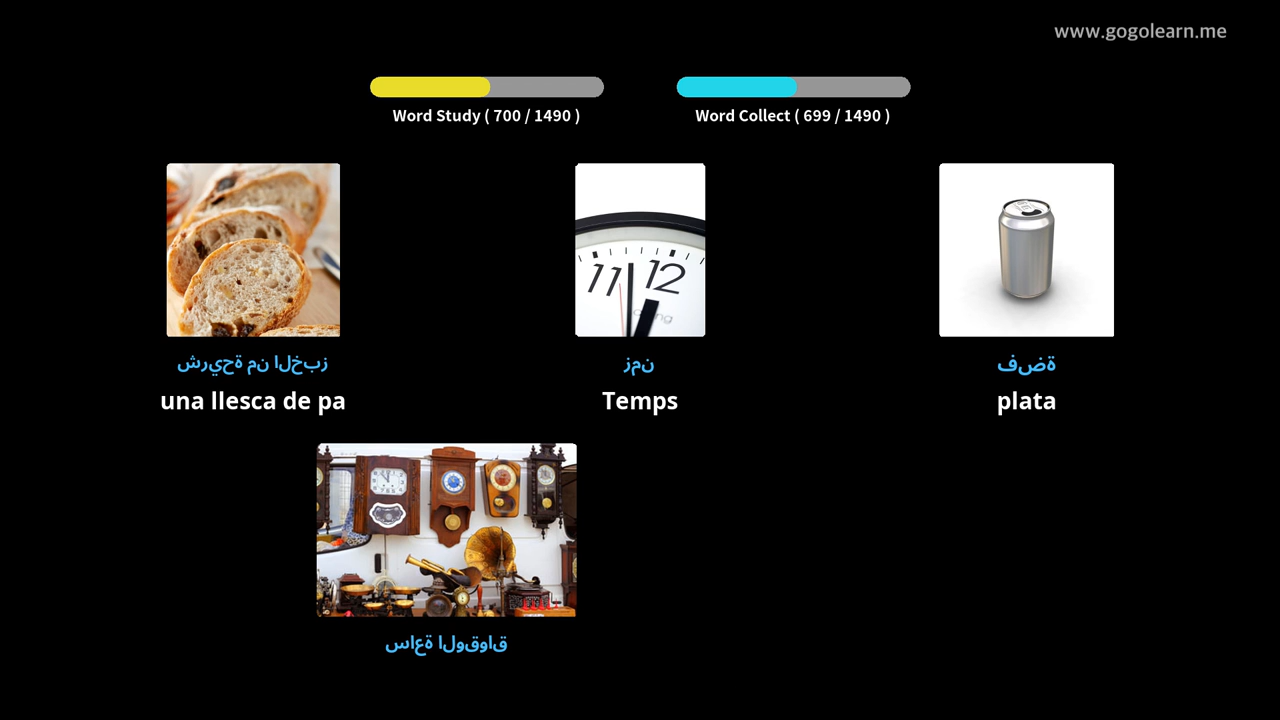 www.gogolearn.me
Word Study ( 700 / 1490 )
Word Collect ( 699 / 1490 )
شريحة من الخبز
زمن
فضة
una llesca de pa
Temps
plata
ساعة الوقواق